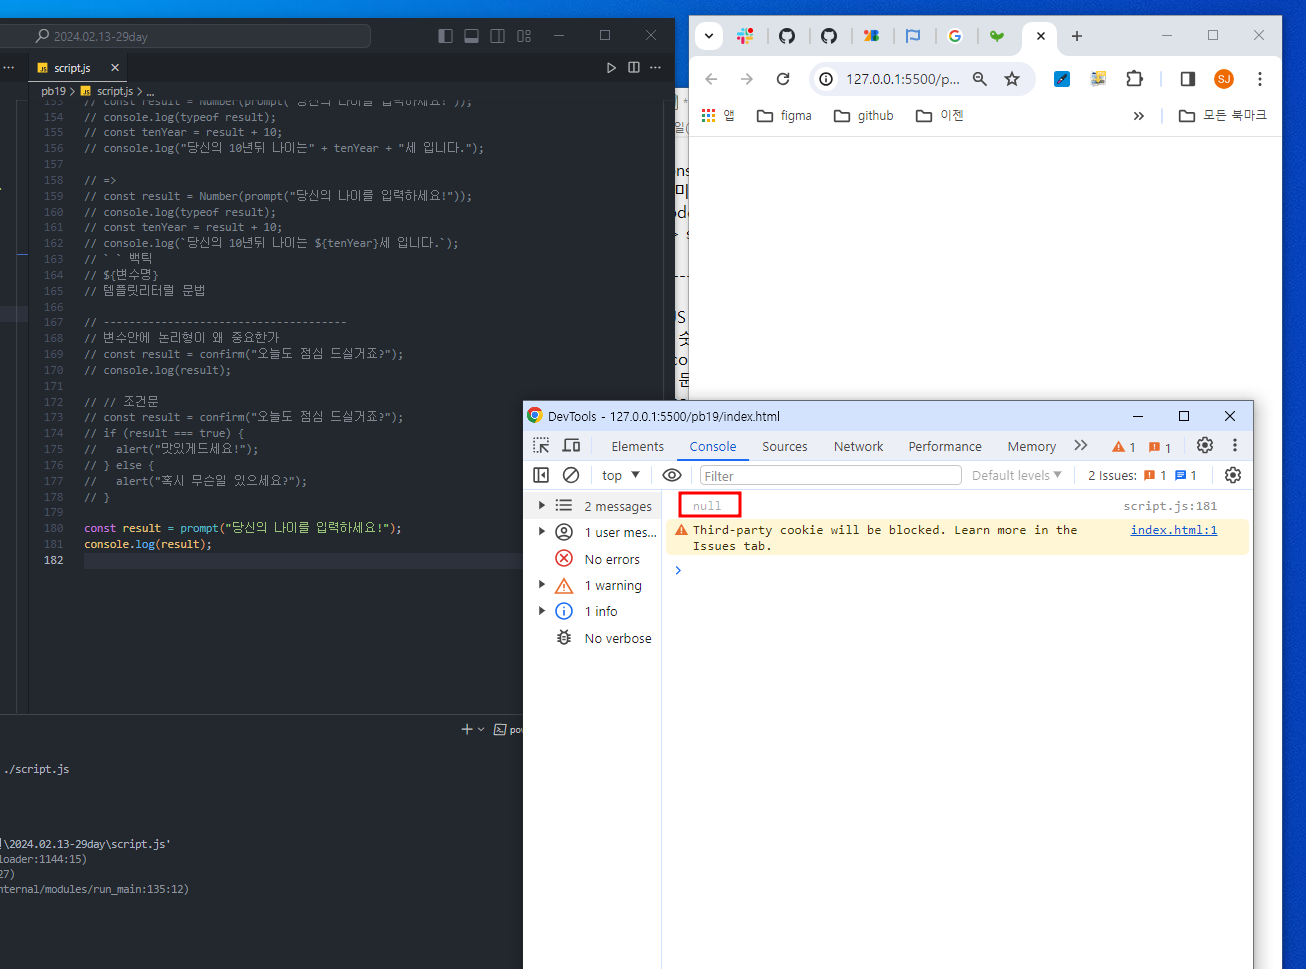 2024.02.13-29day
script.js
pb19 > script.js > ...
153 // const result = Number(prompt("당신의 나이를 입력하세요!"));
154 // console.log(typeof result);
155 // const tenYear = result + 10;
156 // console.log("당신의 10년뒤 나이는" + tenYear + "세 입니다.");
157
158 // =>
159 // const result = Number(prompt("당신의 나이를 입력하세요!"));
160 // console.log(typeof result);
161 // const tenYear = result + 10;
162 // console.log(`당신의 10년뒤 나이는 ${tenYear}세 입니다.`);
163 // ` ` 백틱
164 // ${변수명}
165 // 템플릿리터럴 문법
166
167 // --------------------------------------
168 // 변수안에 논리형이 왜 중요한가
169 // const result = confirm("오늘도 점심 드실거죠?");
170 // console.log(result);
171
172 // // 조건문
173 // const result = confirm("오늘도 점심 드실거죠?");
174 // if (result === true) {
175 //   alert("맛있게드세요!");
176 // } else {
177 //   alert("혹시 무슨일 있으세요?");
178 // }
179
180 const result = prompt("당신의 나이를 입력하세요!");
181 console.log(result);
182
pow
./script.js
\2024.02.13-29day\script.js'
loader:1144:15)
27)
nternal/modules/run_main:135:12)
127.0.0.1:5500/p...
SJ
앱
figma
github
이젠
»
모든 북마크
DevTools - 127.0.0.1:5500/pb19/index.html
Elements Console Sources Network Performance Memory » 1 1
top Filter Default levels 2 Issues: 1 1
2 messages
1 user mes...
No errors
1 warning
1 info
No verbose
null script.js:181
Third-party cookie will be blocked. Learn more in the index.html:1
Issues tab.